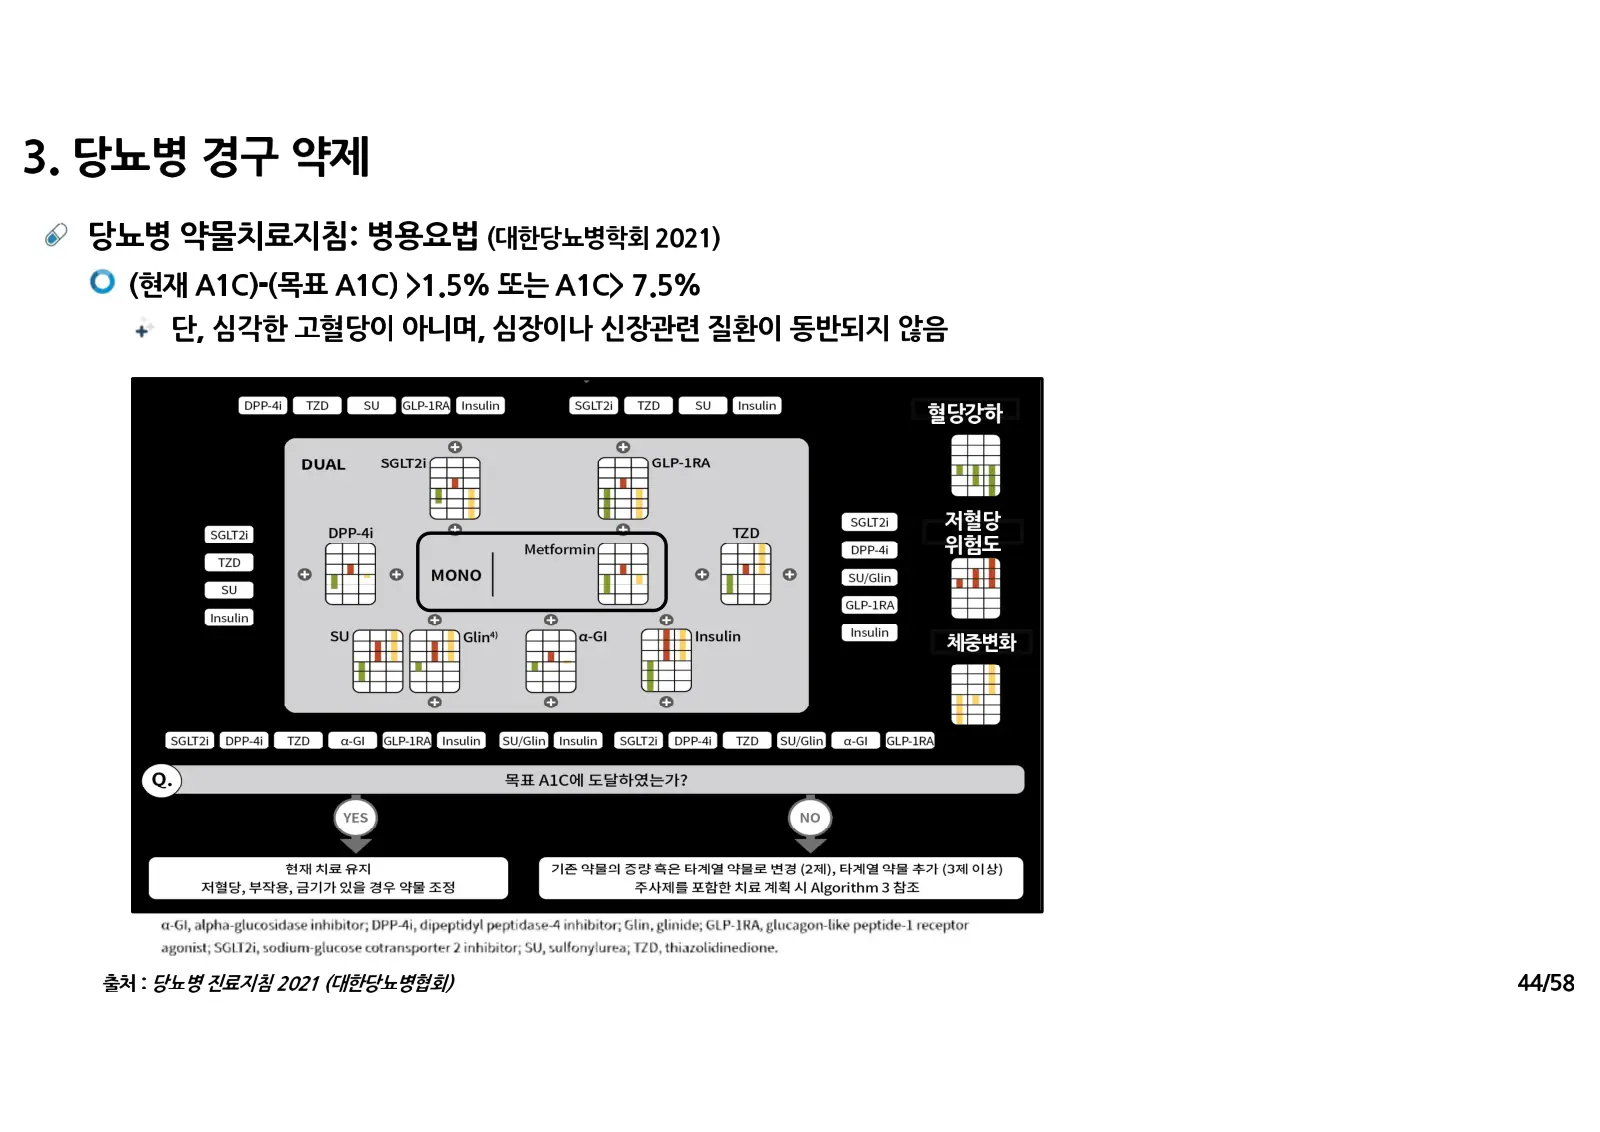 3. 당뇨병 경구 약제
당뇨병 약물치료지침: 병용요법 (대한당뇨병학회 2021)
(현재 A1C)-(목표 A1C) >1.5% 또는 A1C> 7.5%
단, 심각한 고혈당이 아니며, 심장이나 신장관련 질환이 동반되지 않음
DPP-4i TZD SU GLP-1RA Insulin
SGLT2i TZD SU Insulin
혈당강하
DUAL
SGLT2i
GLP-1RA
저혈당
위험도
SGLT2i
TZD
SU
Insulin
DPP-4i
Metformin
MONO
TZD
SGLT2i
DPP-4i
SU/Glin
GLP-1RA
Insulin
SU
Glin4)
α-GI
Insulin
체중변화
SGLT2i DPP-4i TZD α-GI GLP-1RA Insulin
SU/Glin Insulin
SGLT2i DPP-4i TZD SU/Glin α-GI GLP-1RA
Q. 목표 A1C에 도달하였는가?
YES
NO
현재 치료 유지
저혈당, 부작용, 금기가 있을 경우 약물 조정
기존 약물의 증량 혹은 타계열 약물로 변경 (2제), 타계열 약물 추가 (3제 이상)
주사제를 포함한 치료 계획 시 Algorithm 3 참조
α-GI, alpha-glucosidase inhibitor; DPP-4i, dipeptidyl peptidase-4 inhibitor; Glin, glinide; GLP-1RA, glucagon-like peptide-1 receptor
agonist; SGLT2i, sodium-glucose cotransporter 2 inhibitor; SU, sulfonylurea; TZD, thiazolidinedione.
출처 : 당뇨병 진료지침 2021 (대한당뇨병협회)
44/58